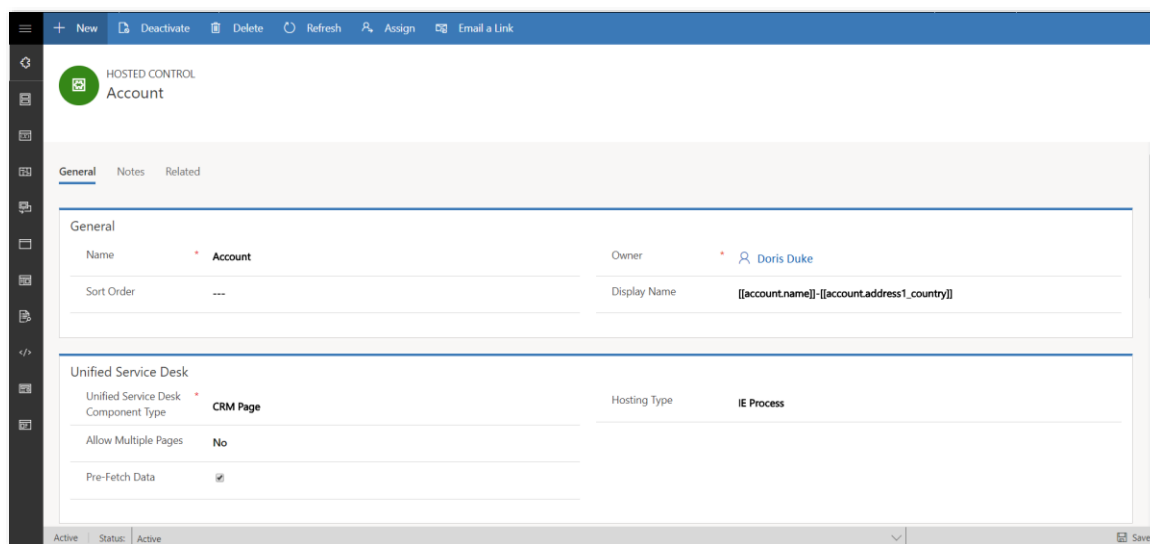 New Deactivate Delete Refresh Assign Email a Link
HOSTED CONTROL
Account
General Notes Related
General
Name * Account Owner * Doris Duke
Sort Order --- Display Name [[account.name]]-[[account.address1_country]]
Unified Service Desk
Unified Service Desk * Hosting Type IE Process
Component Type CRM Page
Allow Multiple Pages No
Pre-Fetch Data
Active Status: Active Save